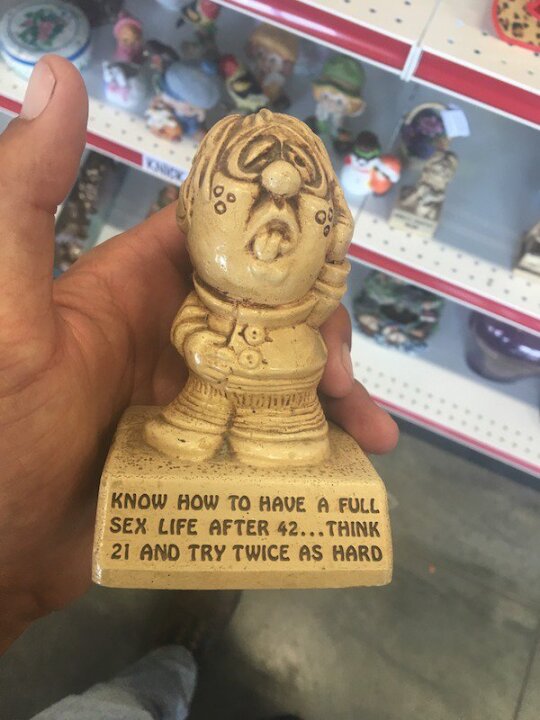 KNOW HOW TO HAVE A FULL
SEX LIFE AFTER 42...THINK
21 AND TRY TWICE AS HARD